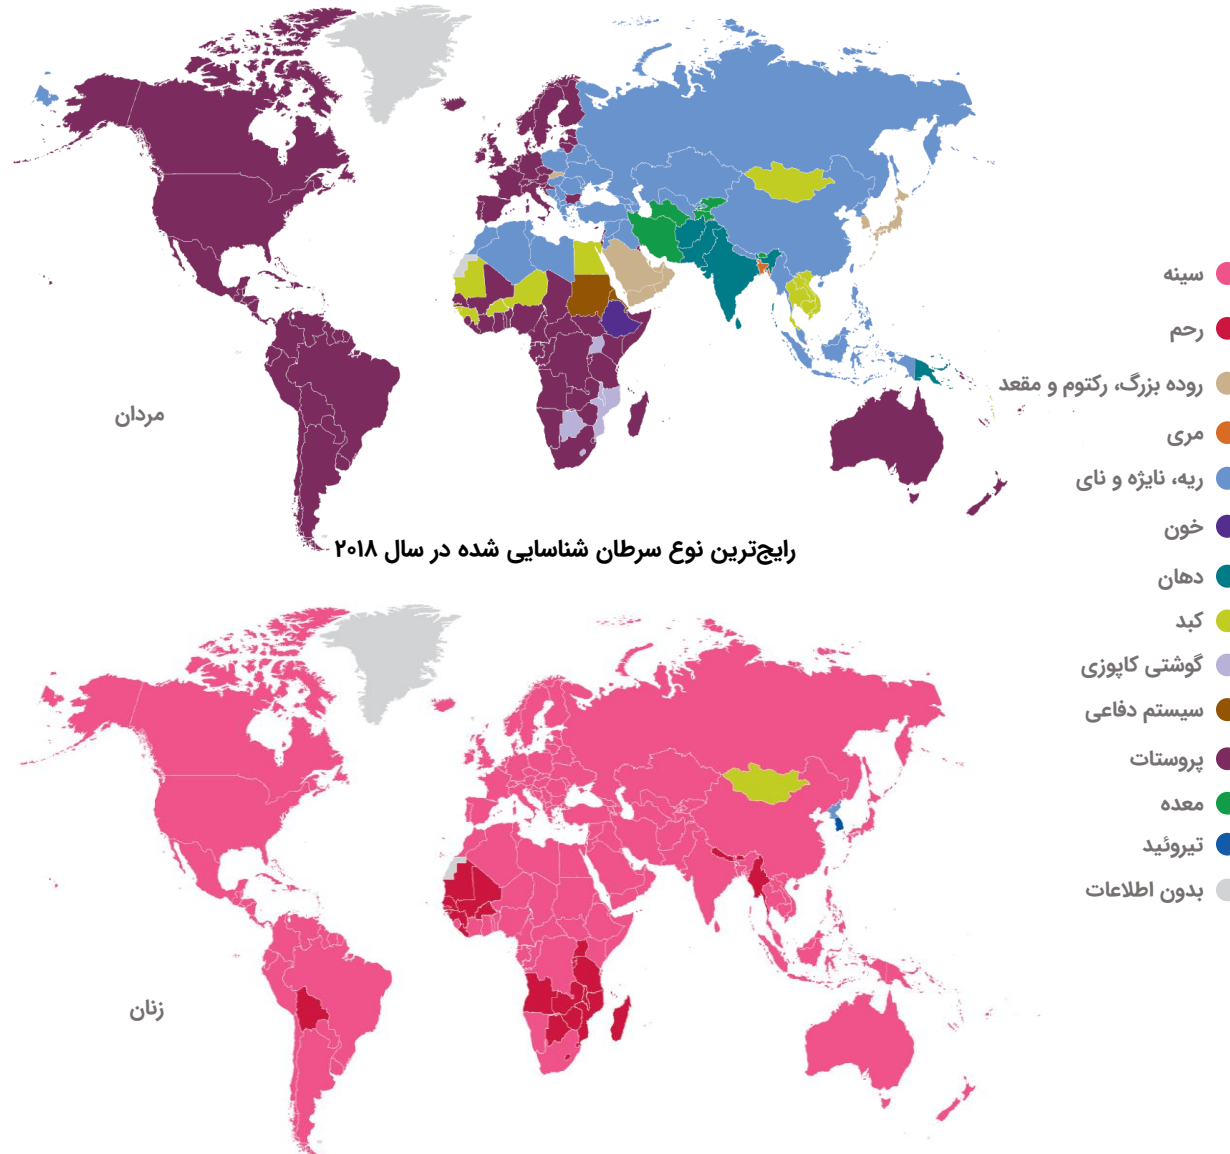 سینه
رحم
روده بزرگ، رکتوم و مقعد
مری
ریه، نایژه و نای
خون
دهان
کبد
گوشتی کاپوزی
سیستم دفاعی
پروستات
معده
تیروئید
بدون اطلاعات
مردان
رایج‌ترین نوع سرطان شناسایی شده در سال ۲۰۱۸
زنان